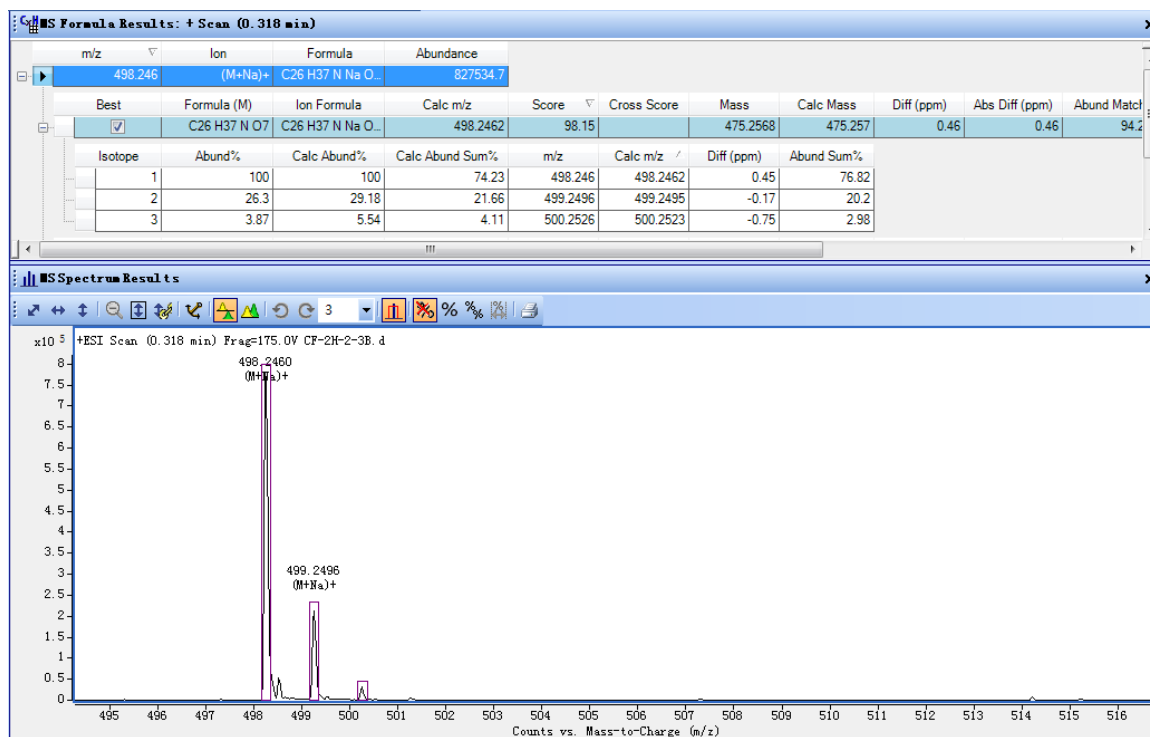 MS Formula Results: + Scan (0.318 min)
m/z Ion Formula Abundance
498.246 (M+Na)+ C26 H37 N Na O... 827534.7
Best Formula (M) Ion Formula Calc m/z Score Cross Score Mass Calc Mass Diff (ppm) Abs Diff (ppm) Abund Match
C26 H37 N O7 C26 H37 N Na O... 498.2462 98.15 475.2568 475.257 0.46 0.46 94.2
Isotope Abund% Calc Abund% Calc Abund Sum% m/z Calc m/z Diff (ppm) Abund Sum%
1 100 100 74.23 498.246 498.2462 0.45 76.82
2 26.3 29.18 21.66 499.2496 499.2495 -0.17 20.2
3 3.87 5.54 4.11 500.2526 500.2523 -0.75 2.98
MS Spectrum Results
3
x10 5 +ESI Scan (0.318 min) Frag=175.0V CF-2H-2-3B.d
498.2460
(M+Na)+
499.2496
(M+Na)+
8
7.5
7
6.5
6
5.5
5
4.5
4
3.5
3
2.5
2
1.5
1
0.5
0
495 496 497 498 499 500 501 502 503 504 505 506 507 508 509 510 511 512 513 514 515 516
Counts vs. Mass-to-Charge (m/z)